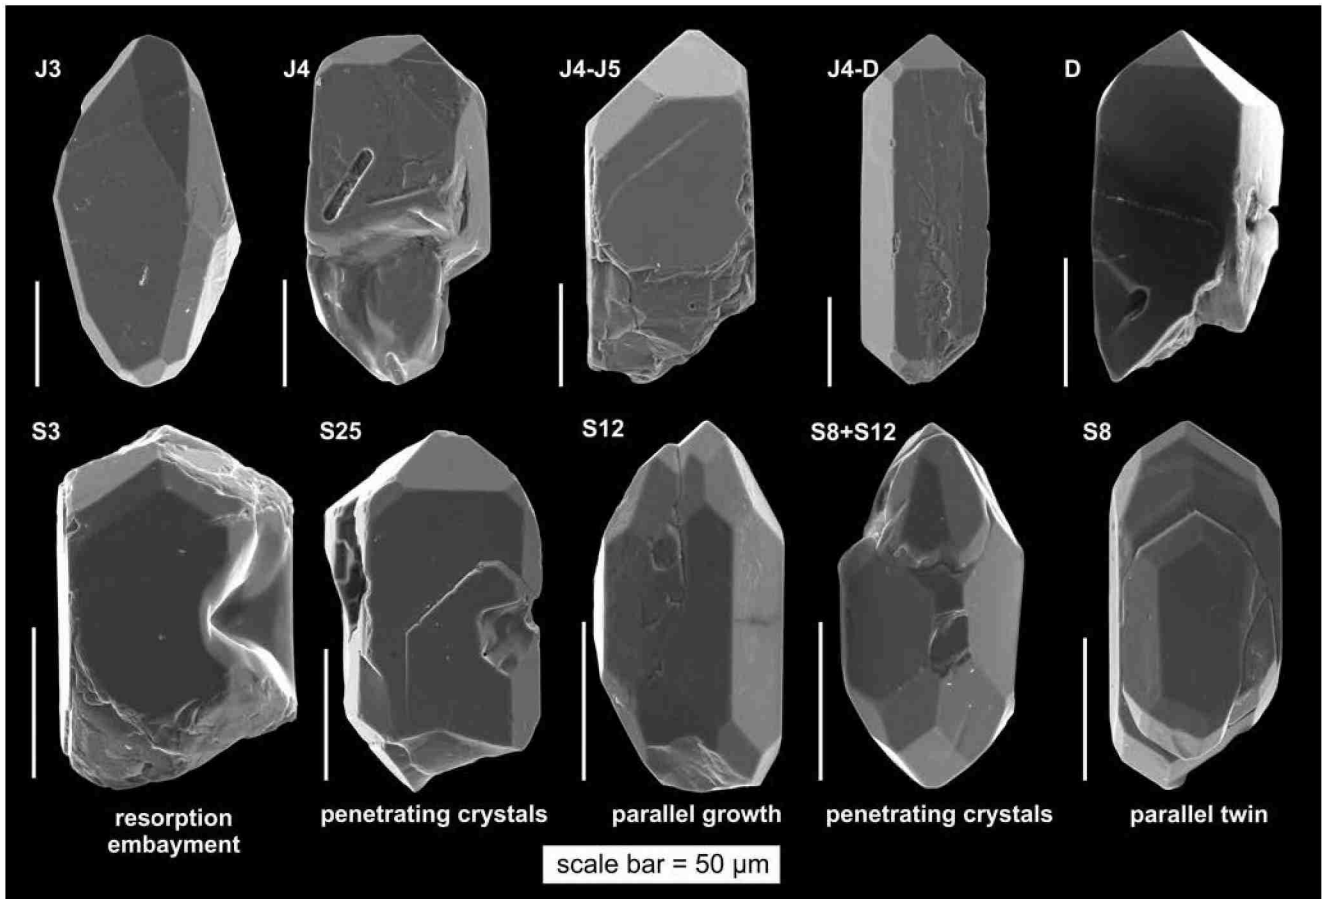 J3
J4
J4-J5
J4-D
D
S3
S25
S12
S8+S12
S8
resorption
embayment
penetrating crystals
parallel growth
penetrating crystals
parallel twin
scale bar = 50 µm